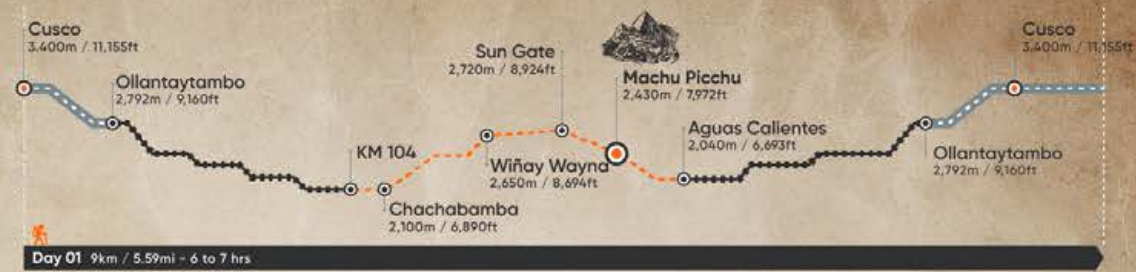 Cusco
3.400m / 11,155ft
Ollantaytambo
2,792m / 9,160ft
KM 104
Chachabamba
2,100m / 6,890ft
Sun Gate
2,720m / 8,924ft
Wiñay Wayna
2,650m / 8,694ft
Machu Picchu
2,430m / 7,972ft
Aguas Calientes
2,040m / 6,693ft
Ollantaytambo
2,792m / 9,160ft
Cusco
3.400m / 11,155ft
Day 01 9km / 5.59mi - 6 to 7 hrs